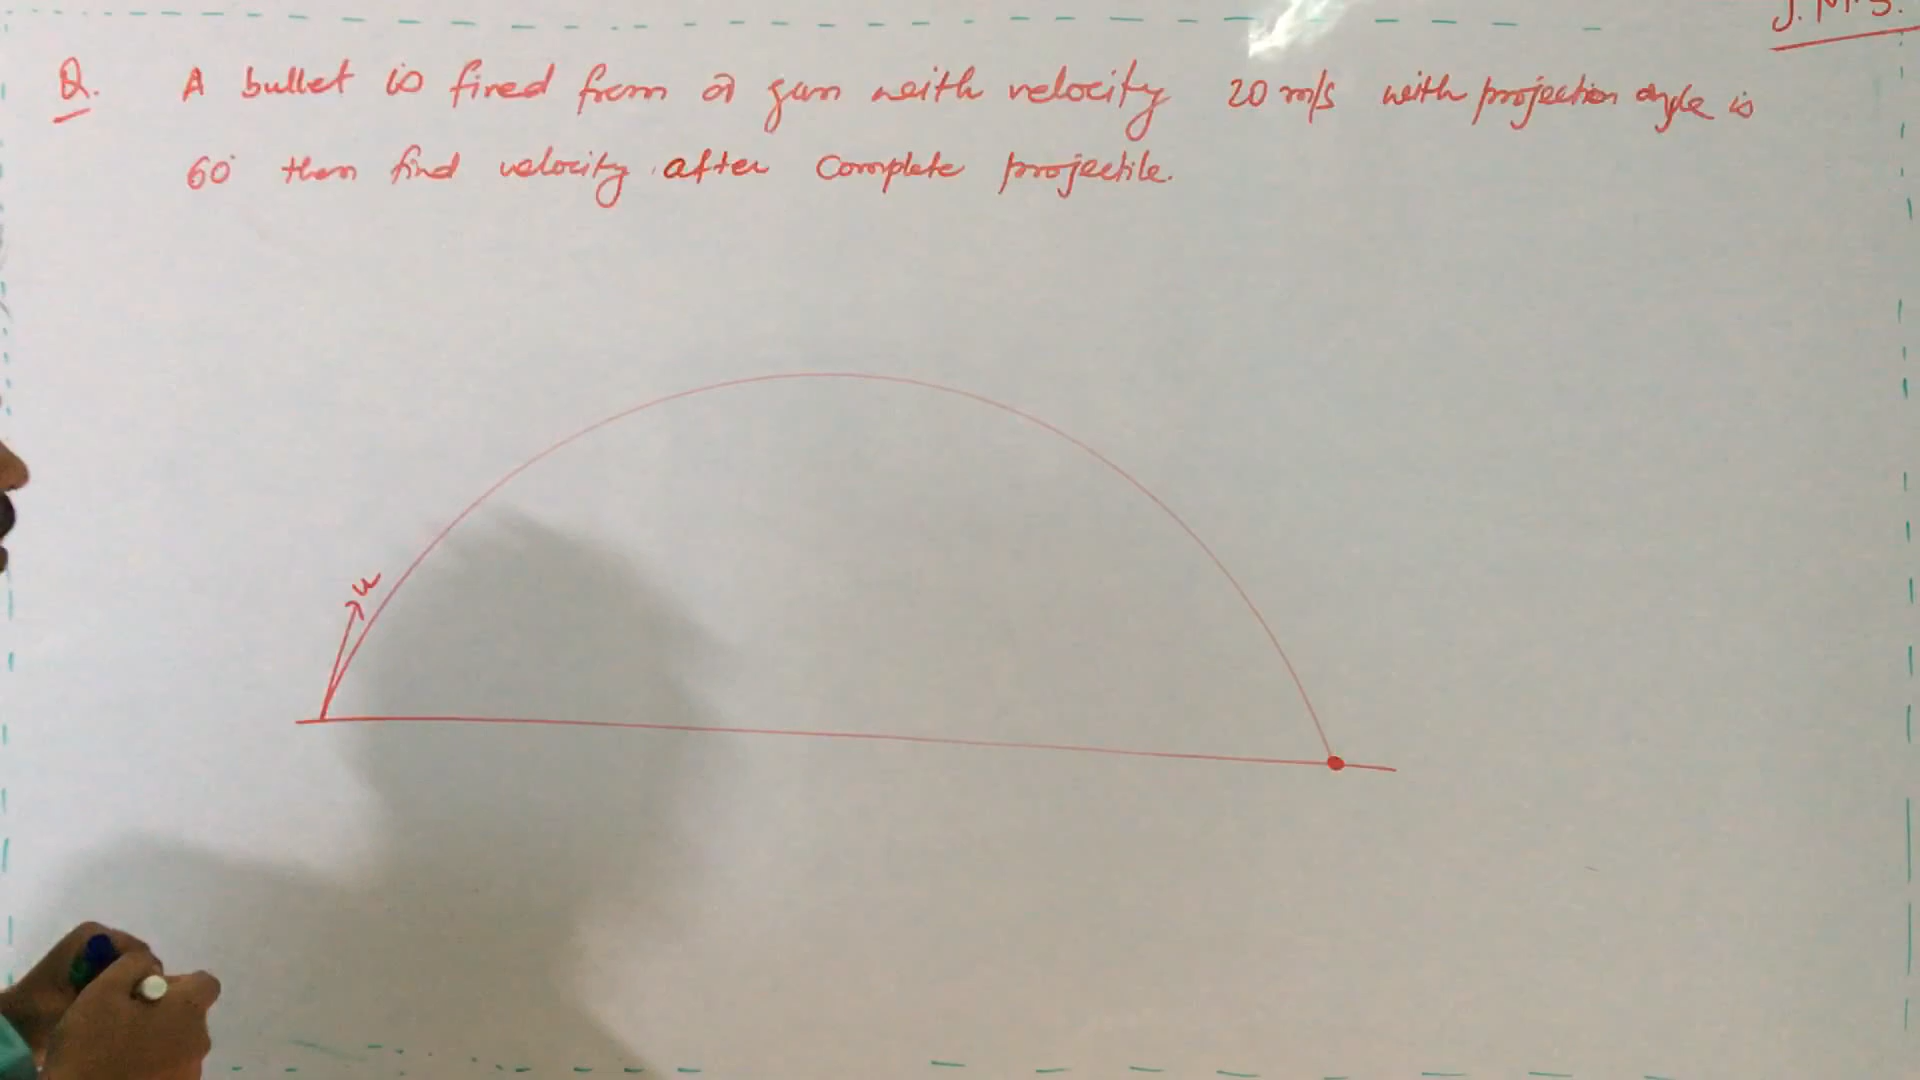 J.M.S.
Q. A bullet is fired from a gun with velocity 20 m/s with projection angle is
60° then find velocity after complete projectile.
u